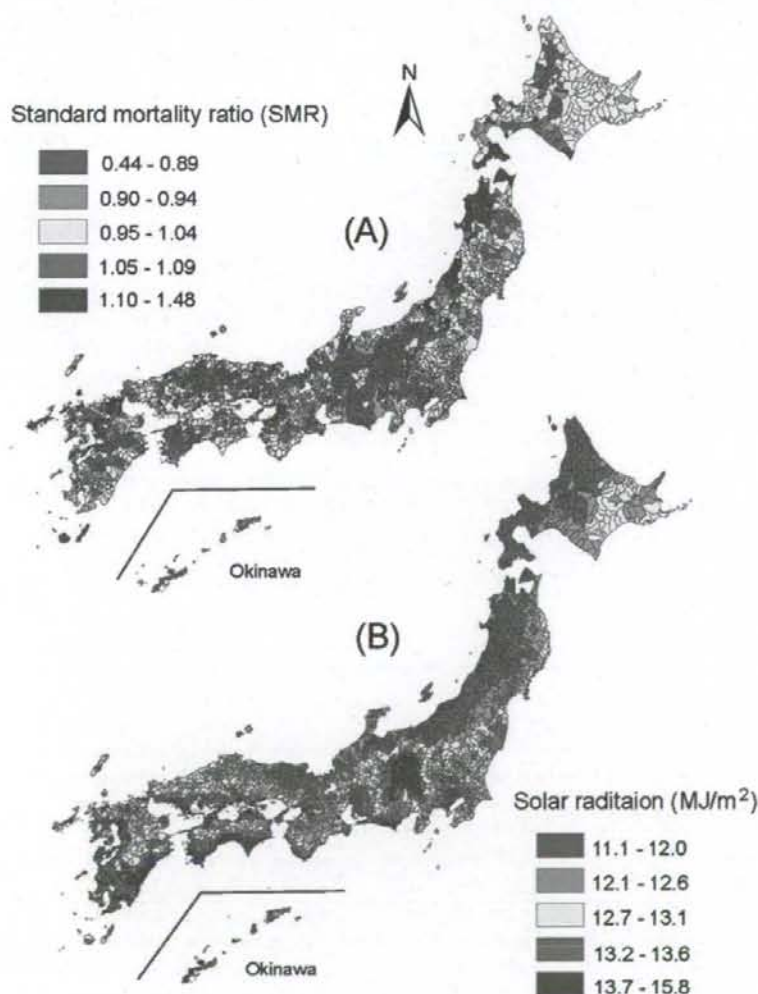 N
Standard mortality ratio (SMR)
0.44 - 0.89
0.90 - 0.94
0.95 - 1.04
1.05 - 1.09
1.10 - 1.48
(A)
Okinawa
(B)
Solar raditaion (MJ/m²)
11.1 - 12.0
12.1 - 12.6
12.7 - 13.1
13.2 - 13.6
13.7 - 15.8
Okinawa